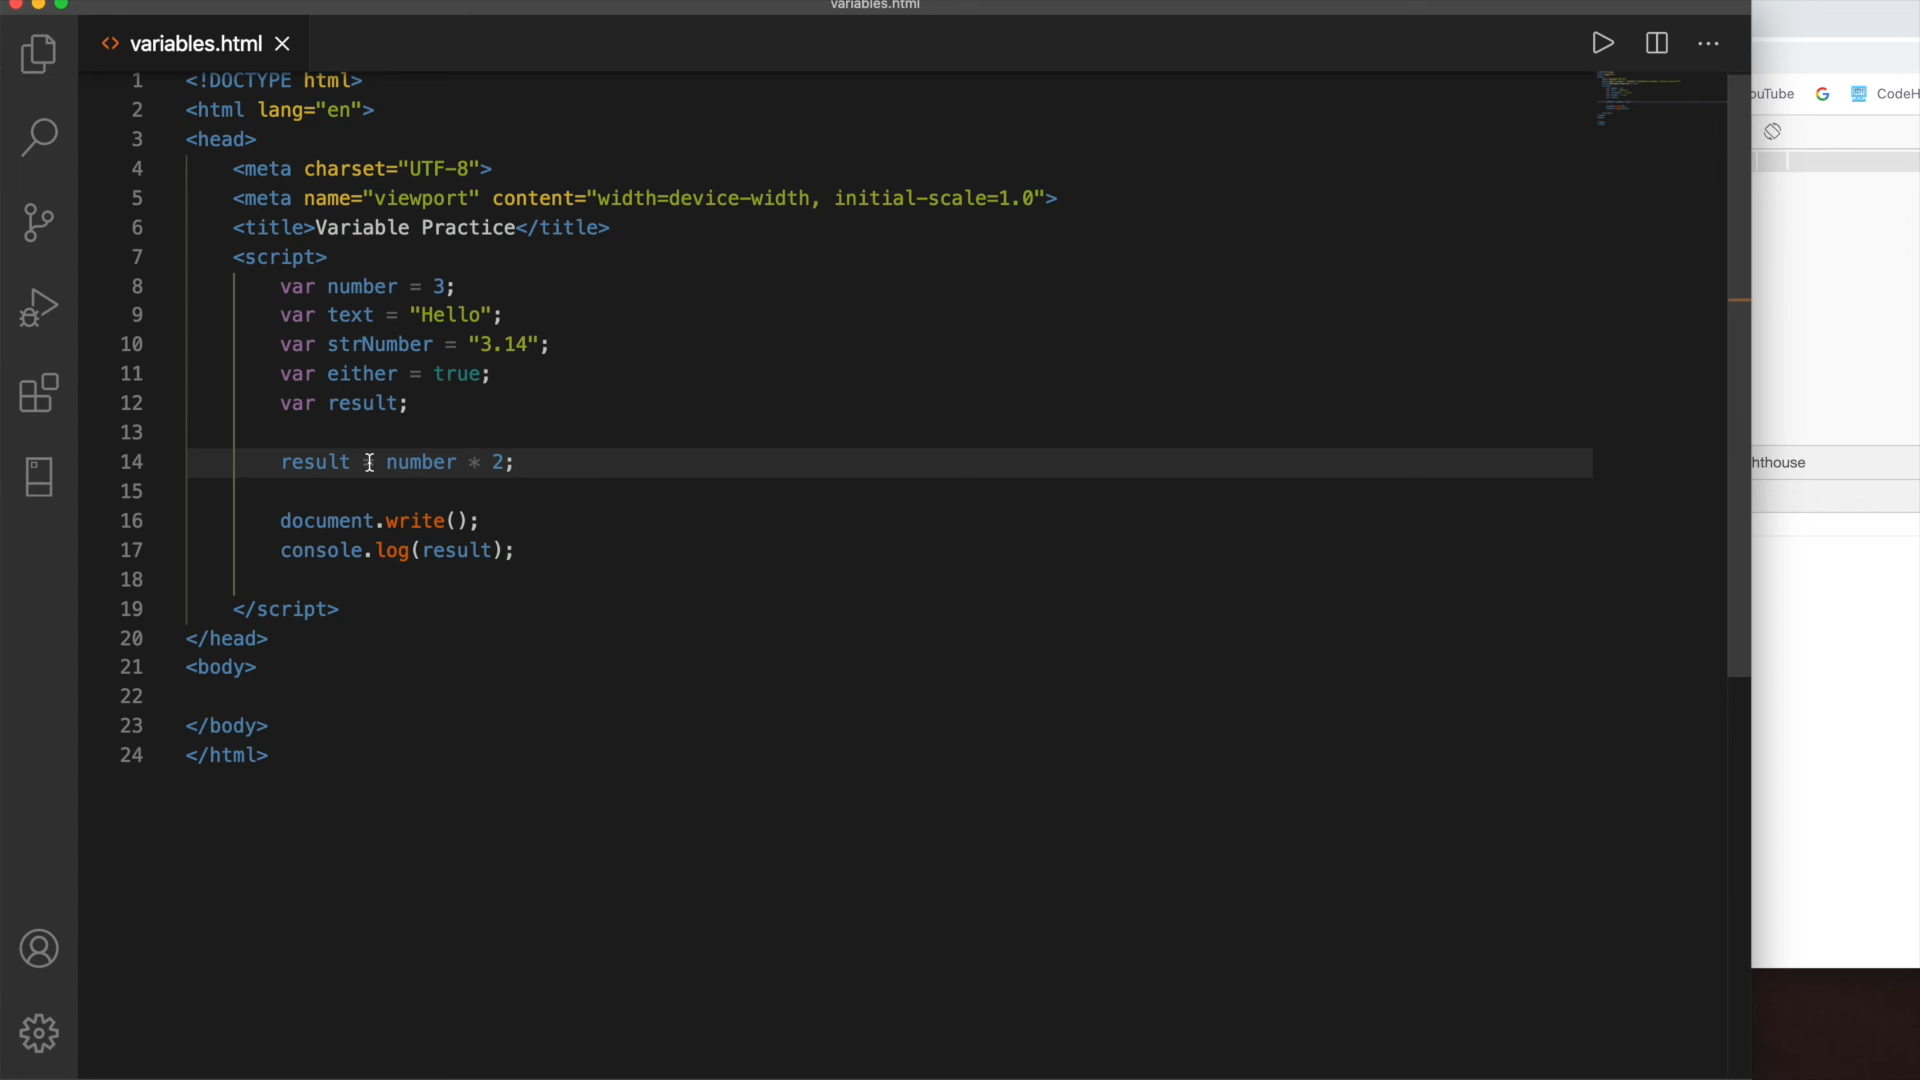 variables.html
variables.html
1 <!DOCTYPE html>
2 <html lang="en">
3 <head>
4 <meta charset="UTF-8">
5 <meta name="viewport" content="width=device-width, initial-scale=1.0">
6 <title>Variable Practice</title>
7 <script>
8 var number = 3;
9 var text = "Hello";
10 var strNumber = "3.14";
11 var either = true;
12 var result;
13
14 result = number * 2;
15
16 document.write();
17 console.log(result);
18
19 </script>
20 </head>
21 <body>
22
23 </body>
24 </html>
ouTube CodeH
hthouse